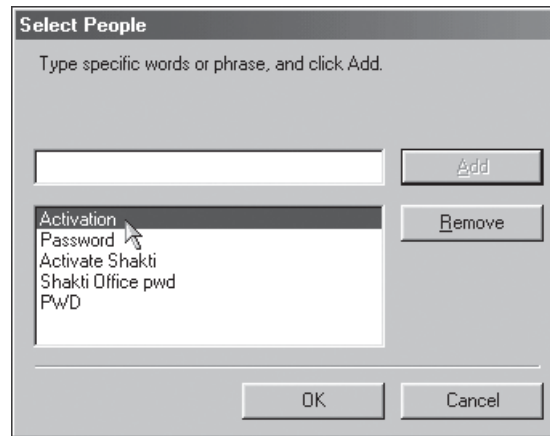 Select People
Type specific words or phrase, and click Add.
Add
Activation
Remove
Password
Activate Shakti
Shakti Office pwd
PWD
OK
Cancel